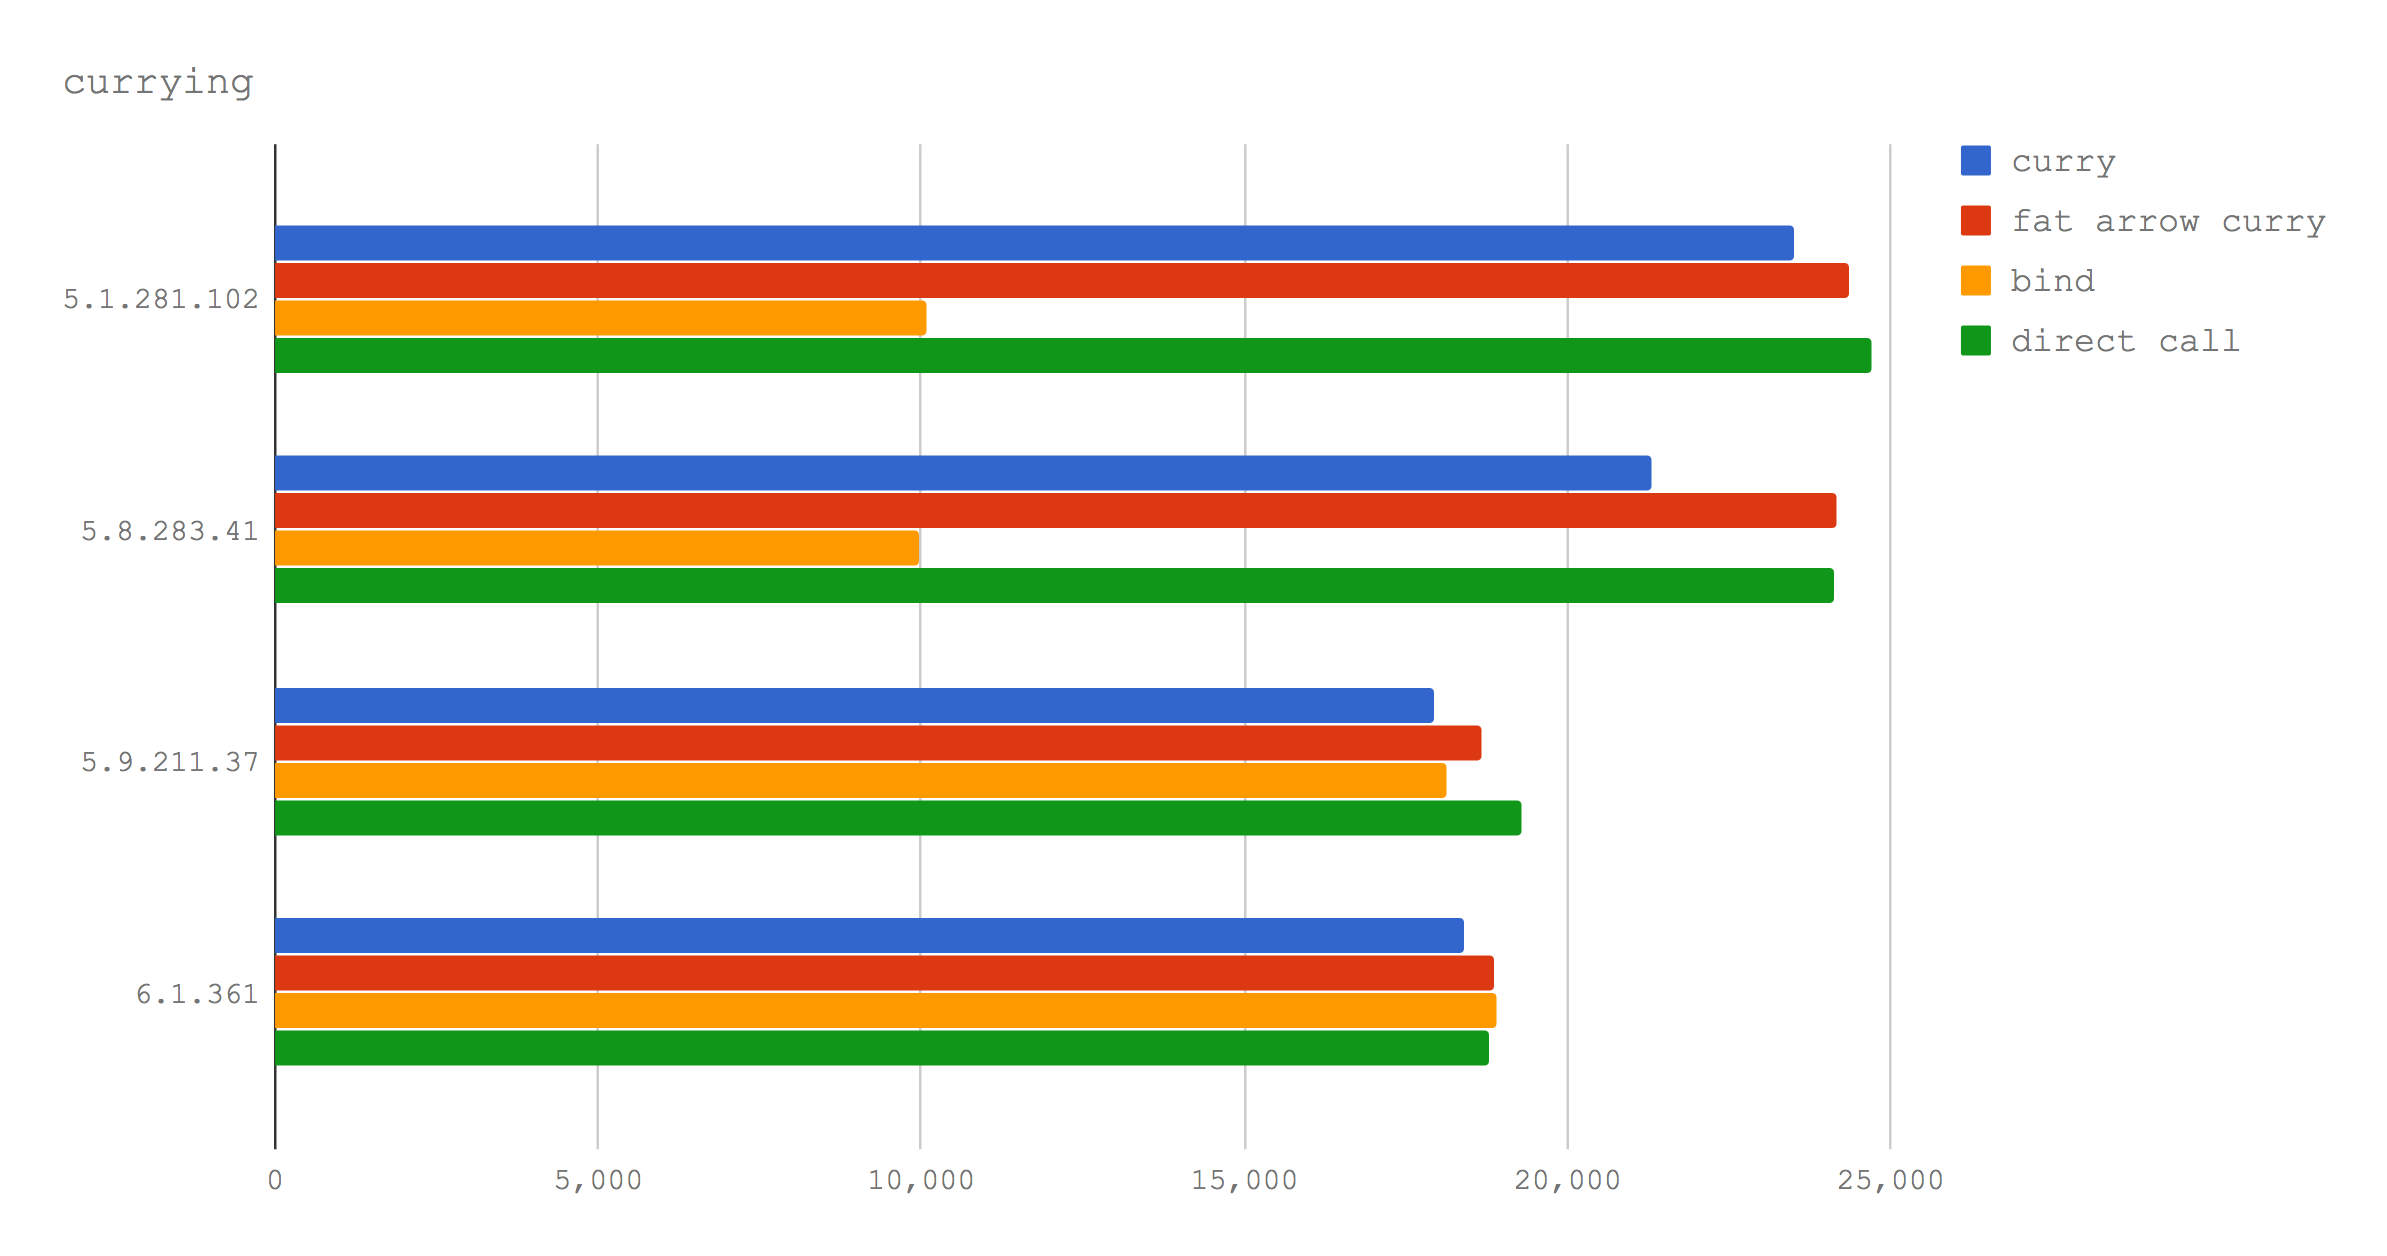 currying
curry
fat arrow curry
bind
direct call
5.1.281.102
5.8.283.41
5.9.211.37
6.1.361
0
5,000
10,000
15,000
20,000
25,000